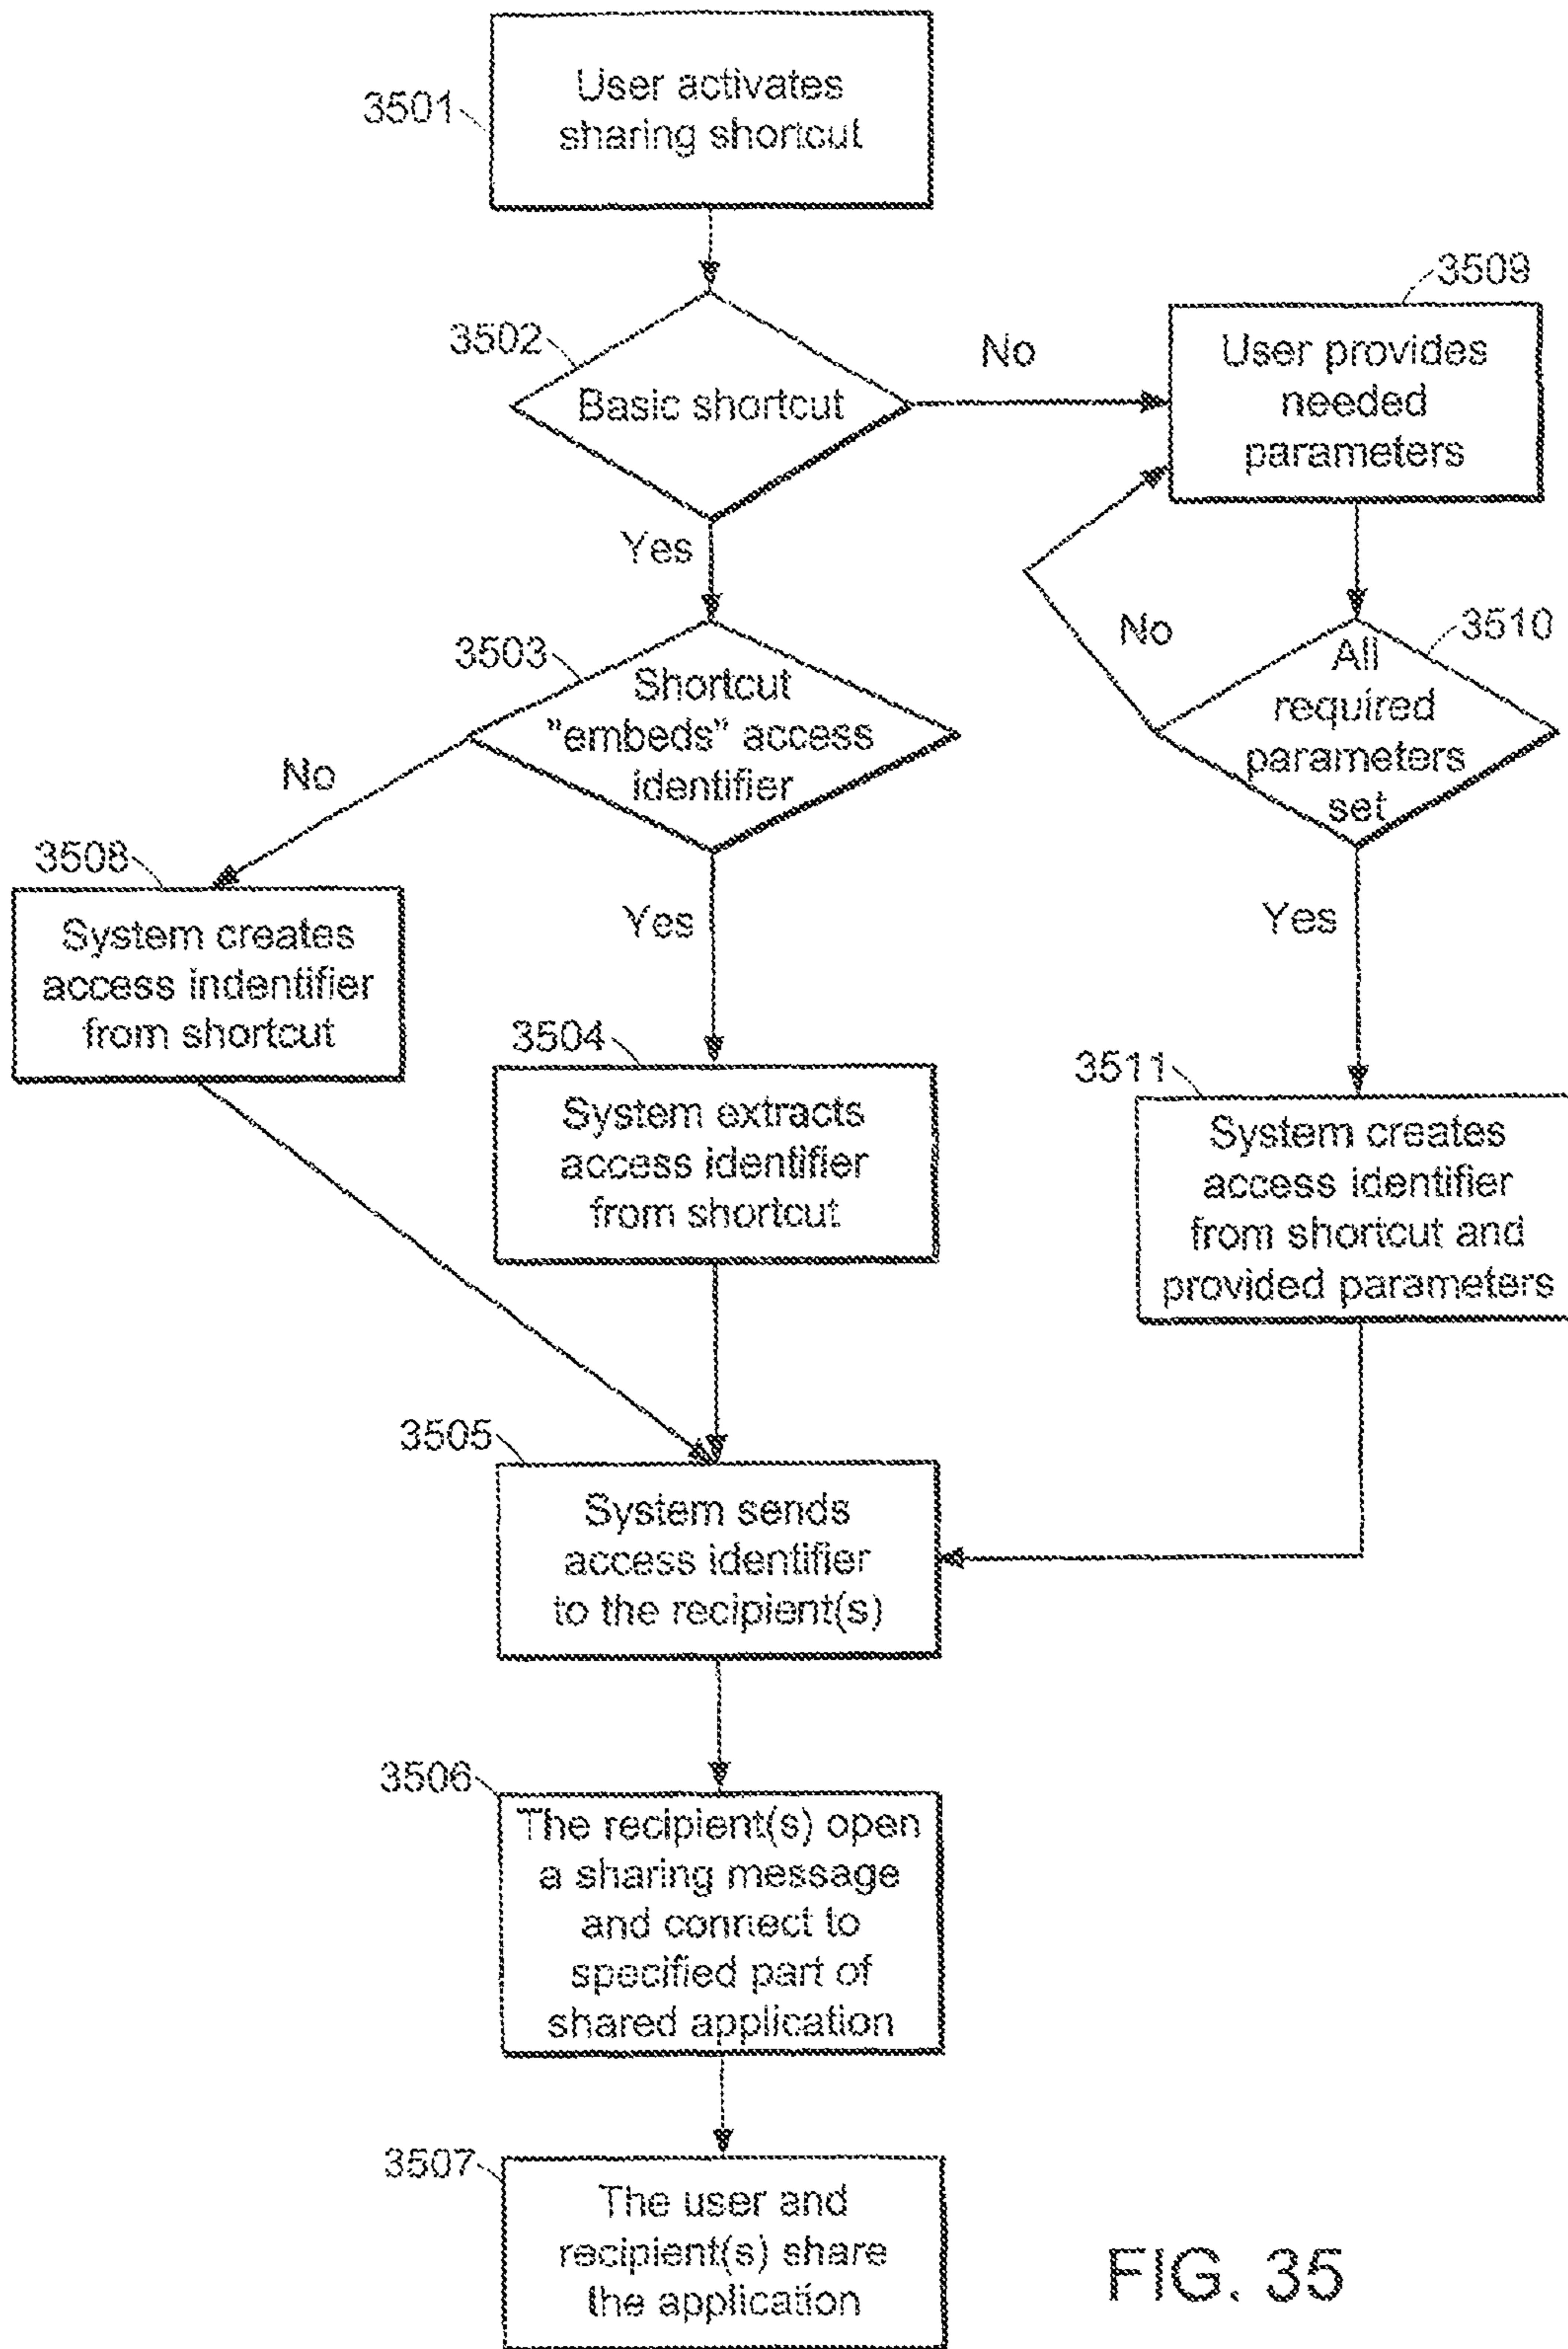 3501
User activates
sharing shortcut
3502
Basic shortcut
No
3509
User provides
needed
parameters
Yes
3503
Shortcut
"embeds" access
identifier
No
3510
All
required
parameters
set
No
3508
System creates
access indentifier
from shortcut
Yes
3504
System extracts
access identifier
from shortcut
Yes
3511
System creates
access identifier
from shortcut and
provided parameters
3505
System sends
access identifier
to the recipient(s)
3506
The recipient(s) open
a sharing message
and connect to
specified part of
shared application
3507
The user and
recipient(s) share
the application
FIG. 35